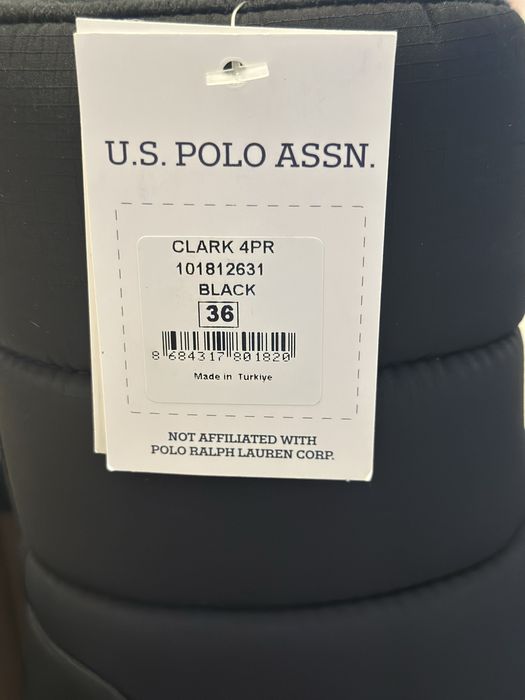 U.S. POLO ASSN.
CLARK 4PR
101812631
BLACK
36
8 684317 801820
Made in Turkiye
NOT AFFILIATED WITH
POLO RALPH LAUREN CORP.